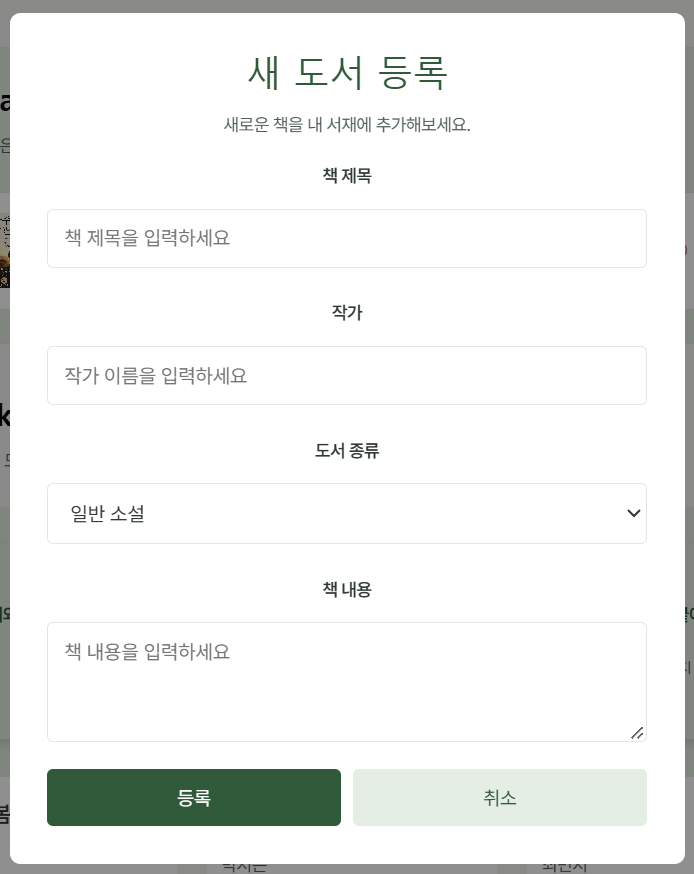 새 도서 등록
새로운 책을 내 서재에 추가해보세요.
책 제목
책 제목을 입력하세요
작가
작가 이름을 입력하세요
도서 종류
일반 소설
책 내용
책 내용을 입력하세요
등록
취소